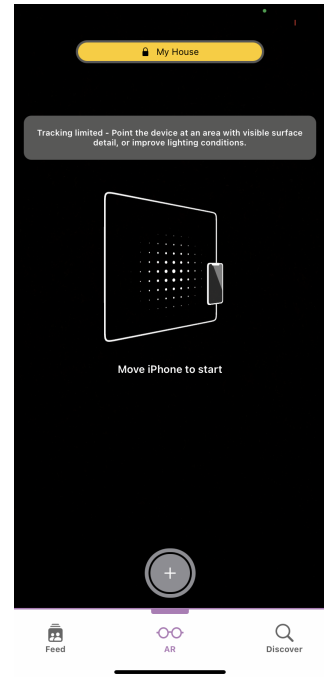 My House
Tracking limited - Point the device at an area with visible surface
detail, or improve lighting conditions.
Move iPhone to start
Feed
AR
Discover